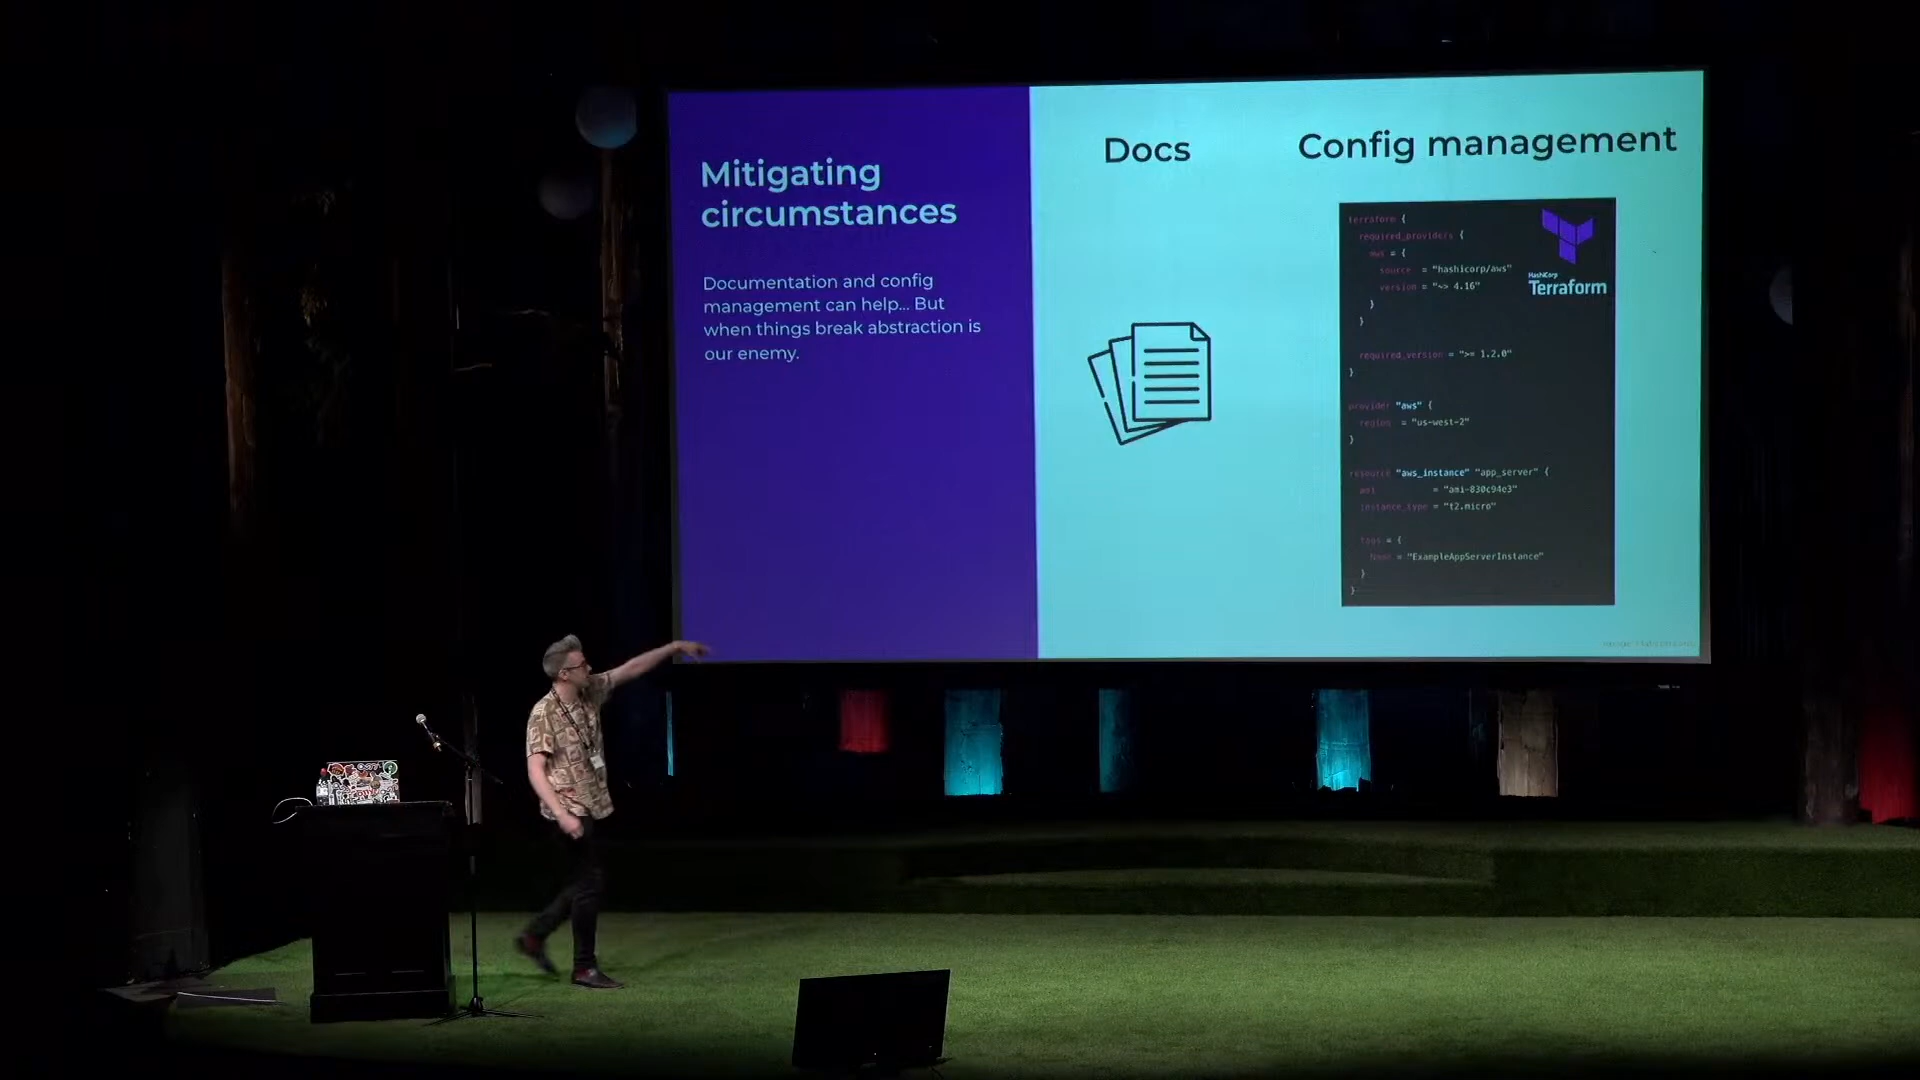 Mitigating
circumstances
Documentation and config
management can help... But
when things break abstraction is
our enemy.
Docs
Config management
terraform {
required_providers {
aws = {
source = "hashicorp/aws"
version = "~> 4.16"
}
}
required_version = ">= 1.2.0"
}
provider "aws" {
region = "us-west-2"
}
resource "aws_instance" "app_server" {
ami = "ami-830c94e3"
instance_type = "t2.micro"
tags = {
Name = "ExampleAppServerInstance"
}
}
HashiCorp
Terraform